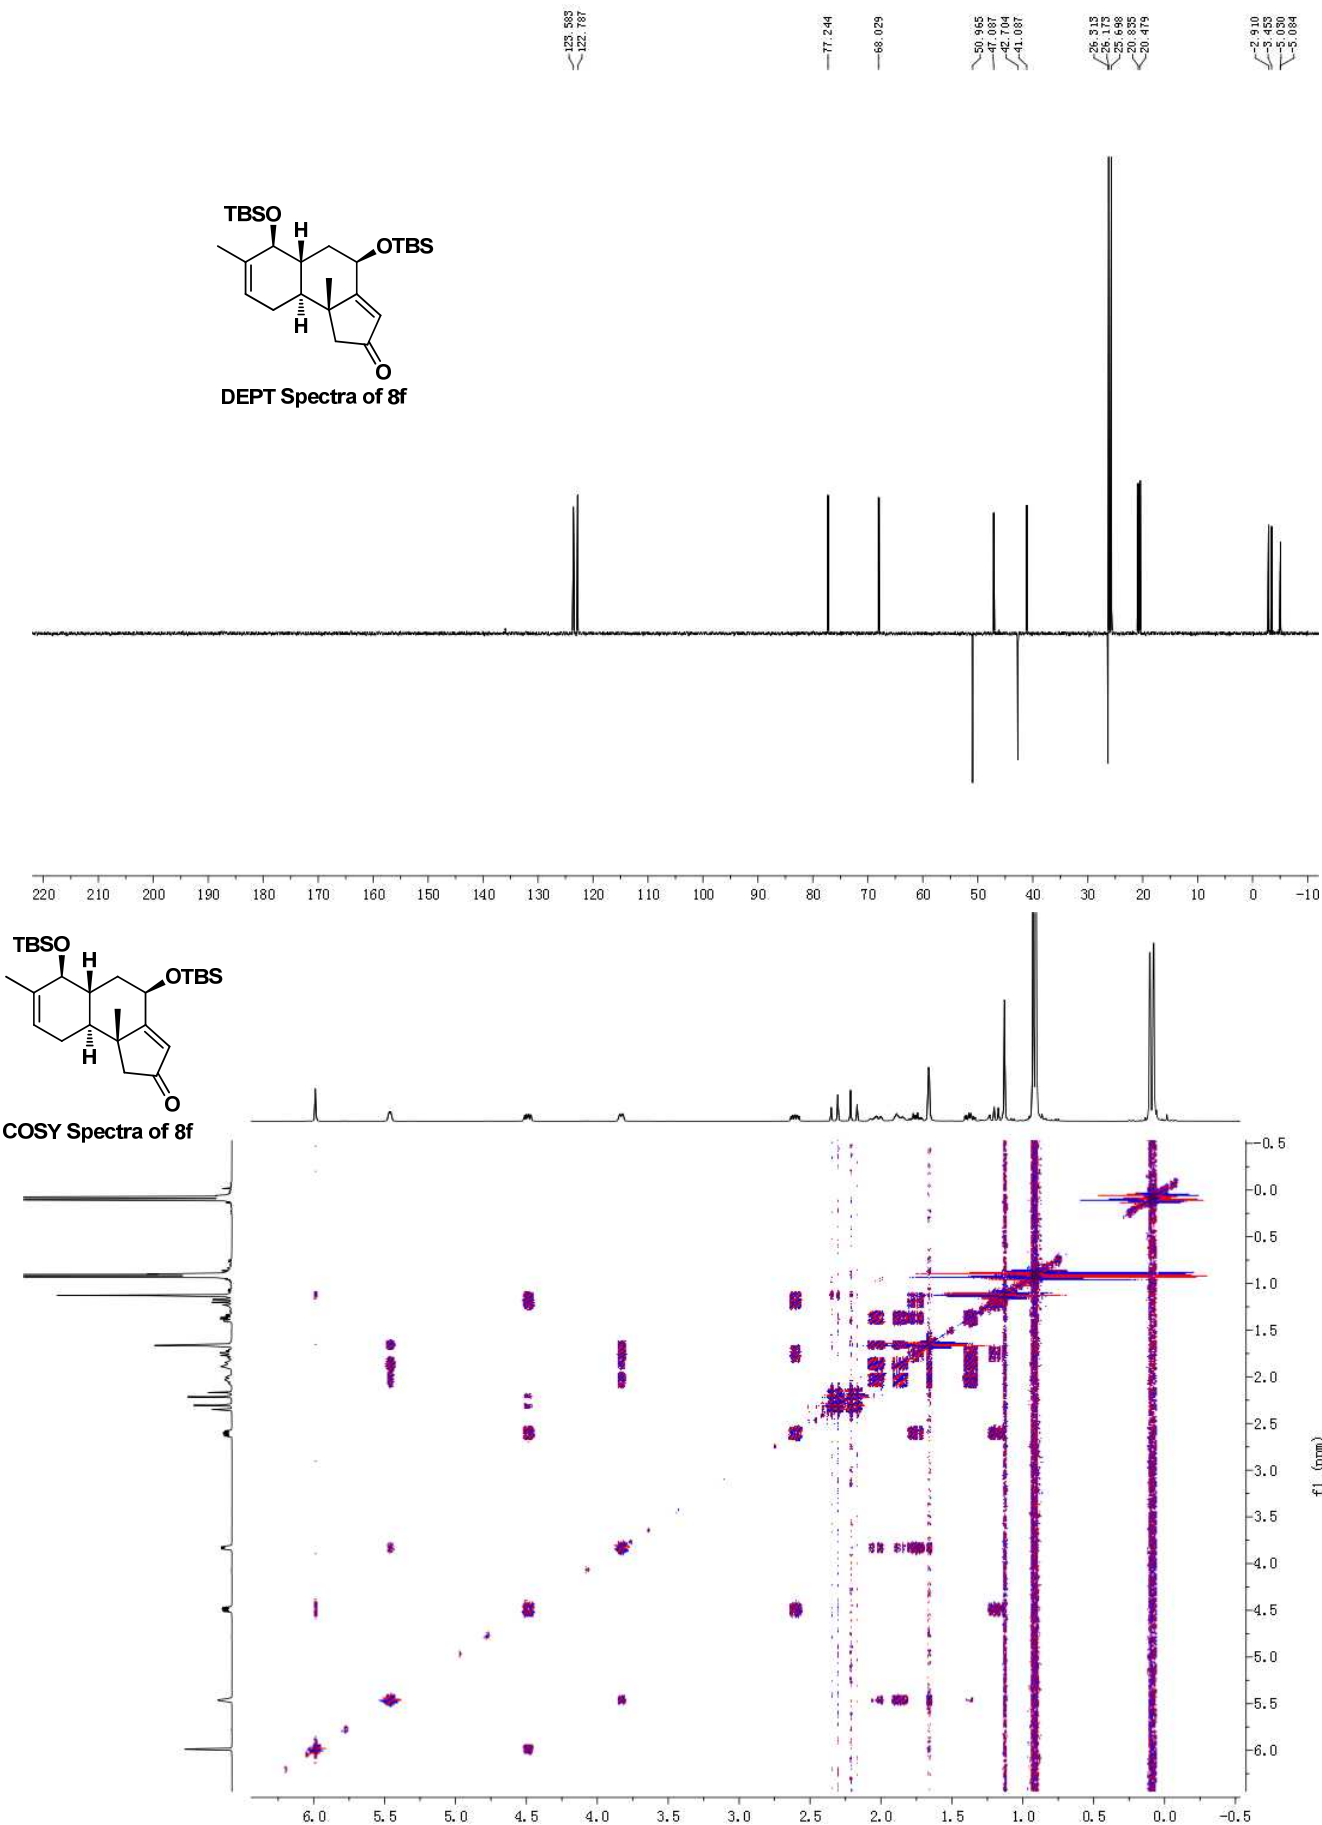 123.583
122.787
77.244
68.029
50.965
47.087
42.704
41.087
26.313
26.173
25.698
20.835
20.479
-2.910
-3.453
-5.030
-5.084
TBSO
H
OTBS
H
O
DEPT Spectra of 8f
220 210 200 190 180 170 160 150 140 130 120 110 100 90 80 70 60 50 40 30 20 10 0 -10
TBSO
H
OTBS
H
O
COSY Spectra of 8f
-0.5
0.0
0.5
1.0
1.5
2.0
2.5
3.0
3.5
4.0
4.5
5.0
5.5
6.0
f1 (ppm)
6.0 5.5 5.0 4.5 4.0 3.5 3.0 2.5 2.0 1.5 1.0 0.5 0.0 -0.5